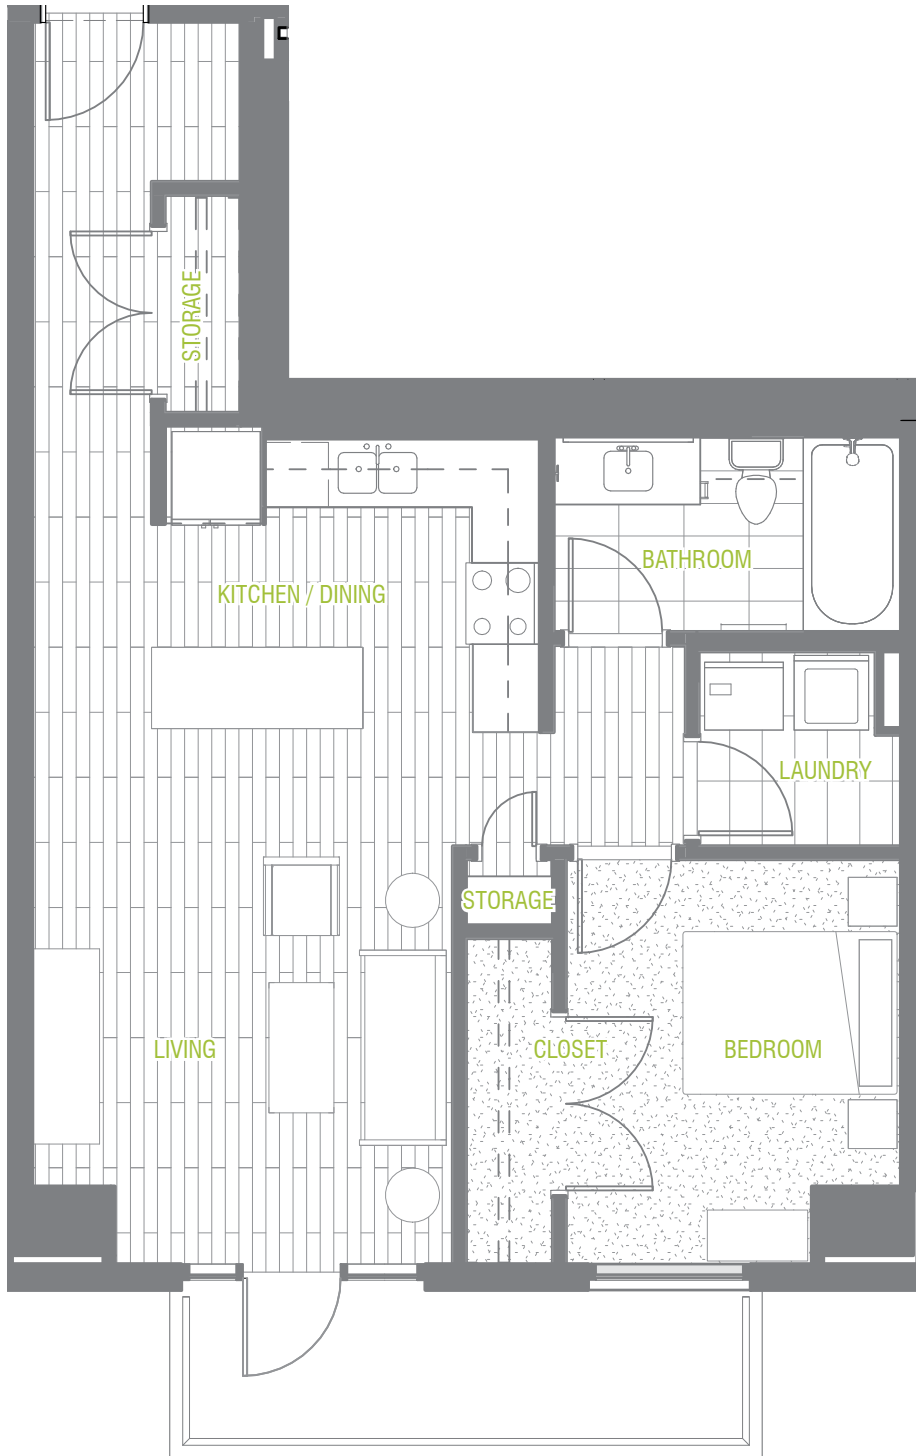 STORAGE
BATHROOM
KITCHEN / DINING
LAUNDRY
STORAGE
LIVING
CLOSET
BEDROOM